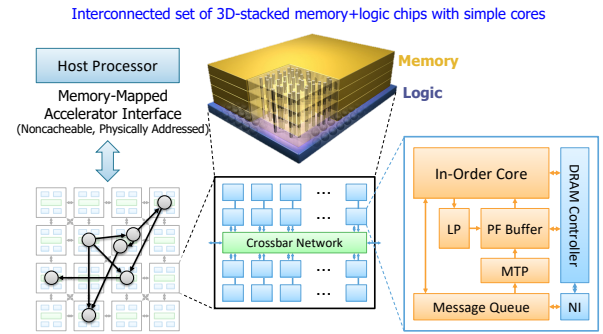 Interconnected set of 3D-stacked memory+logic chips with simple cores
Host Processor
Memory-Mapped
Accelerator Interface
(Noncacheable, Physically Addressed)
Memory
Logic
...
...
Crossbar Network
...
...
In-Order Core
LP
PF Buffer
MTP
Message Queue
DRAM Controller
NI